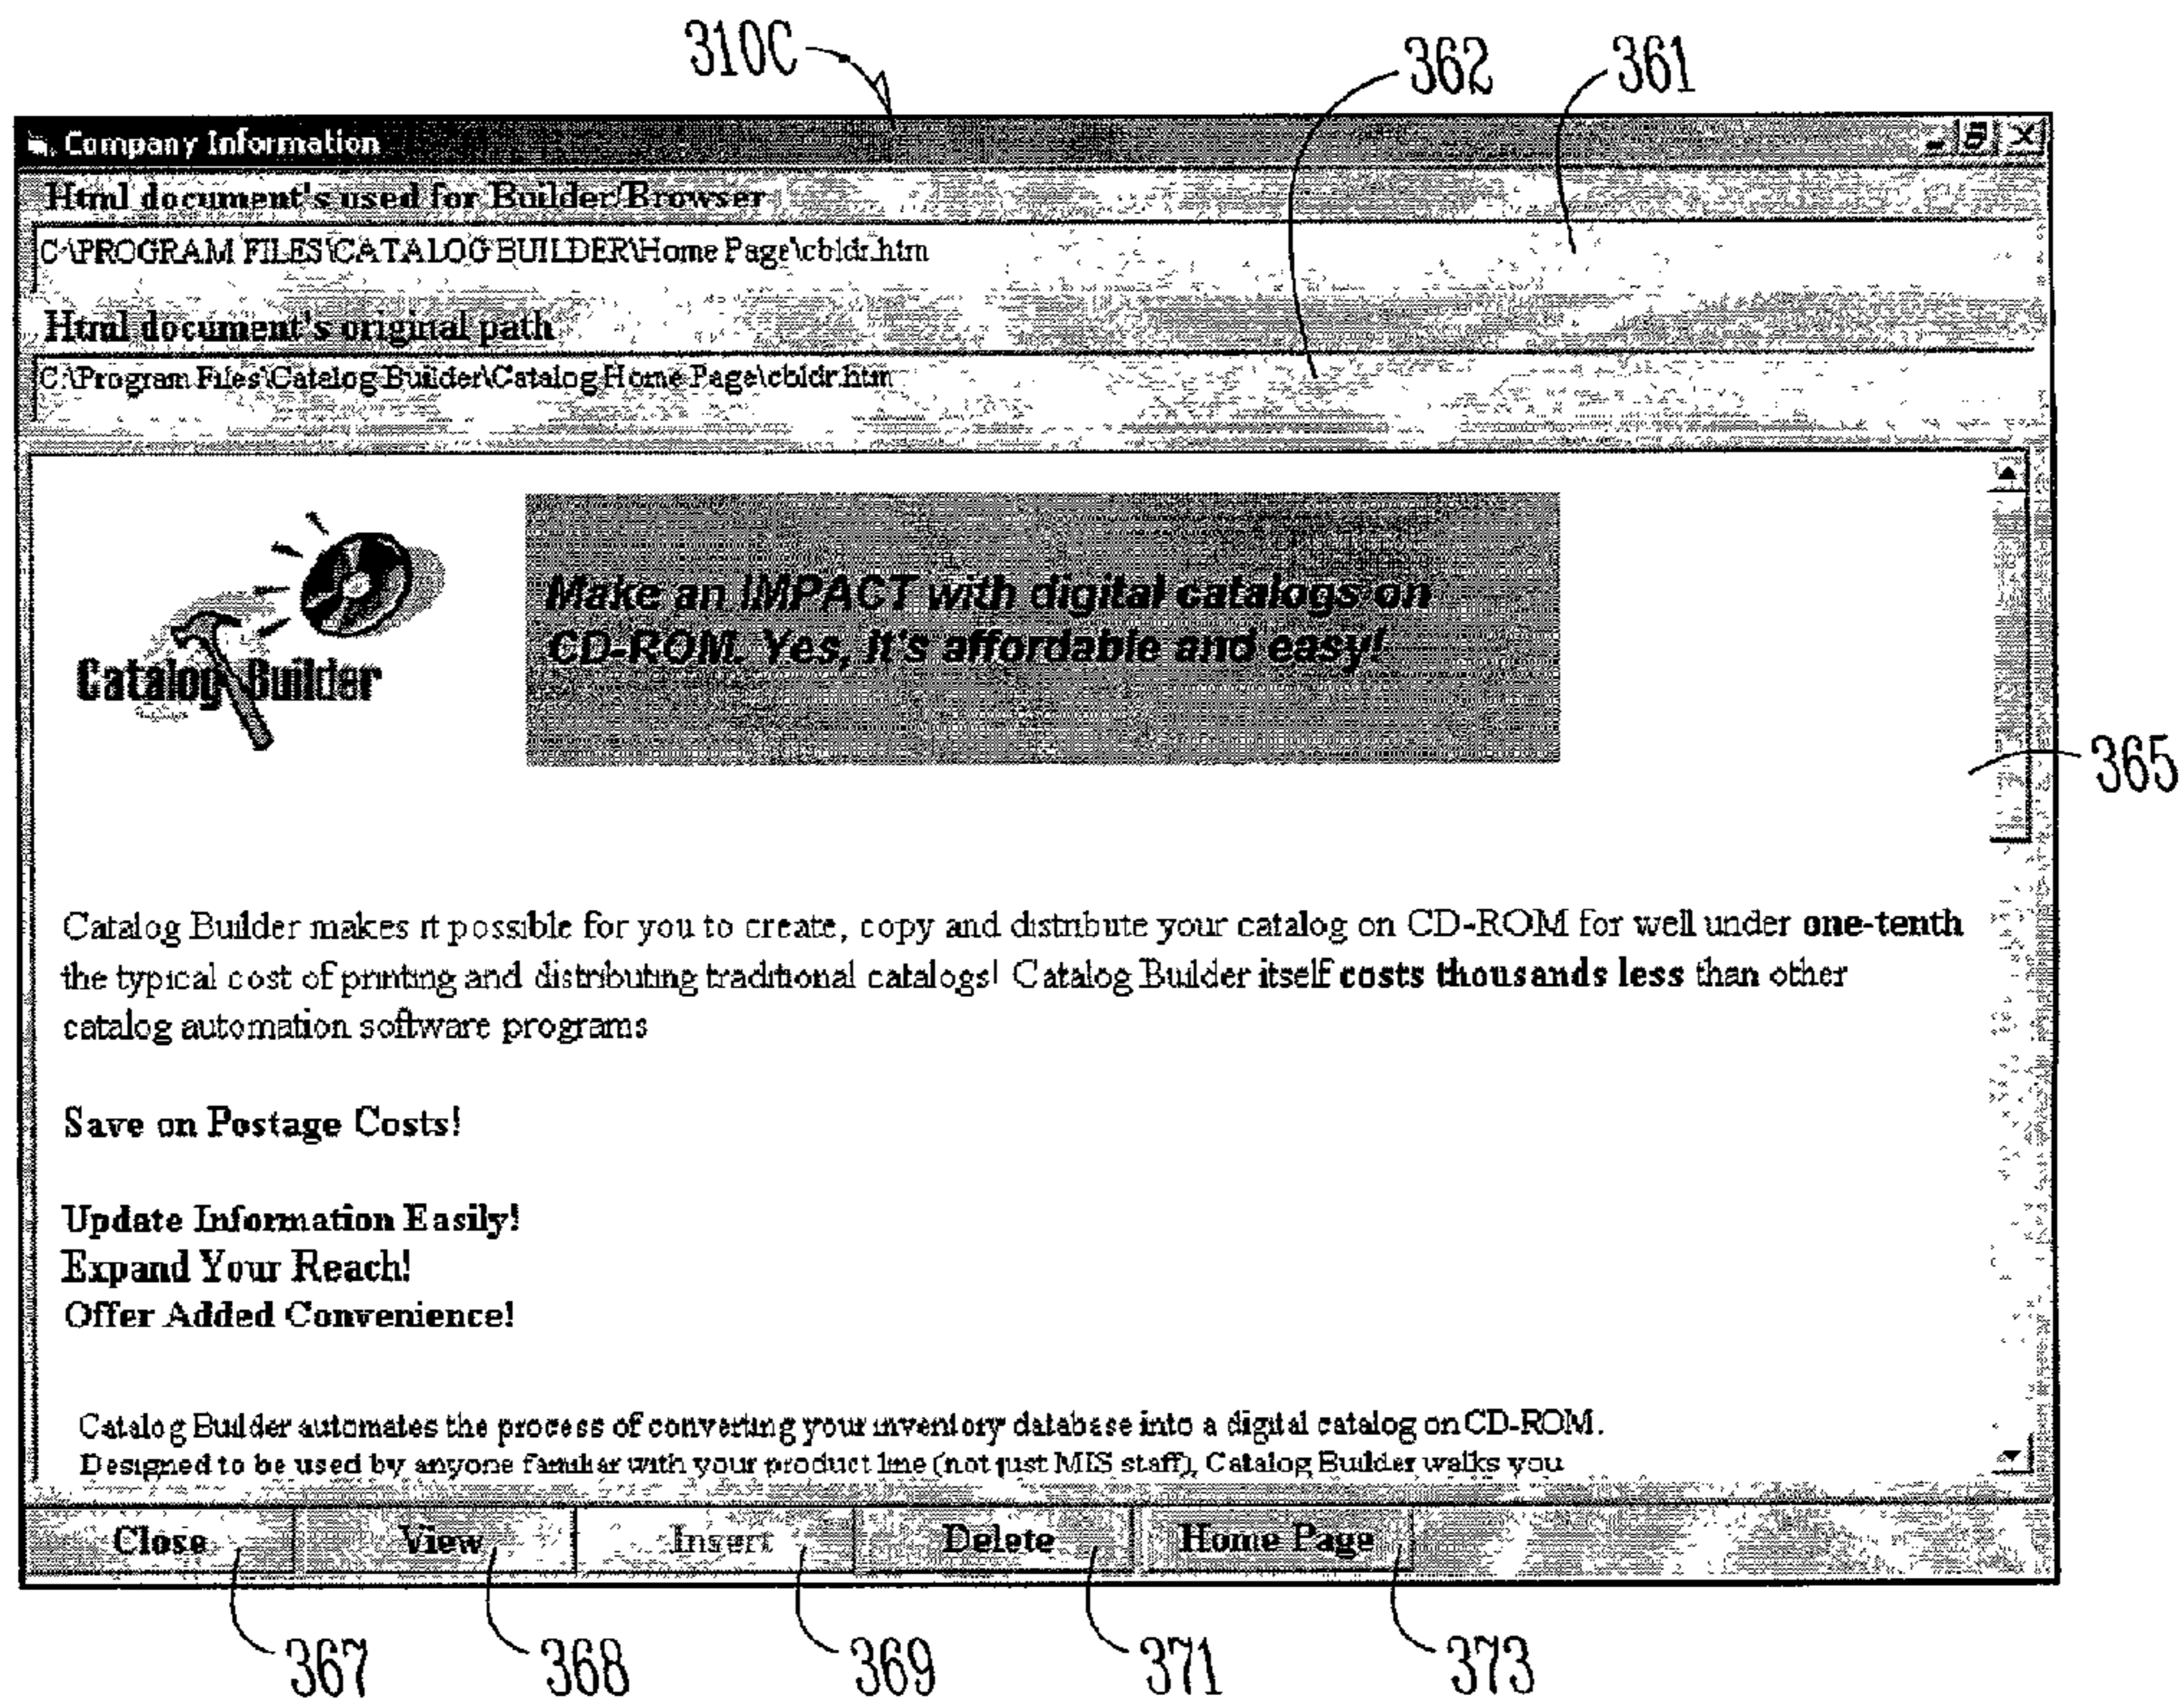 310C
362
361
Company Information
Html document's used for Builder/Browser
C:\PROGRAM FILES\CATALOG BUILDER\Home Page\cbldr.htm
Html document's original path
C:\Program Files\Catalog Builder\Catalog Home Page\cbldr.htm
Catalog Builder
Make an IMPACT with digital catalogs on
CD-ROM. Yes, it's affordable and easy!
365
Catalog Builder makes it possible for you to create, copy and distribute your catalog on CD-ROM for well under one-tenth
the typical cost of printing and distributing traditional catalogs! Catalog Builder itself costs thousands less than other
catalog automation software programs
Save on Postage Costs!
Update Information Easily!
Expand Your Reach!
Offer Added Convenience!
Catalog Builder automates the process of converting your inventory database into a digital catalog on CD-ROM.
Designed to be used by anyone familiar with your product line (not just MIS staff), Catalog Builder walks you
Close
View
Insert
Delete
Home Page
367
368
369
371
373